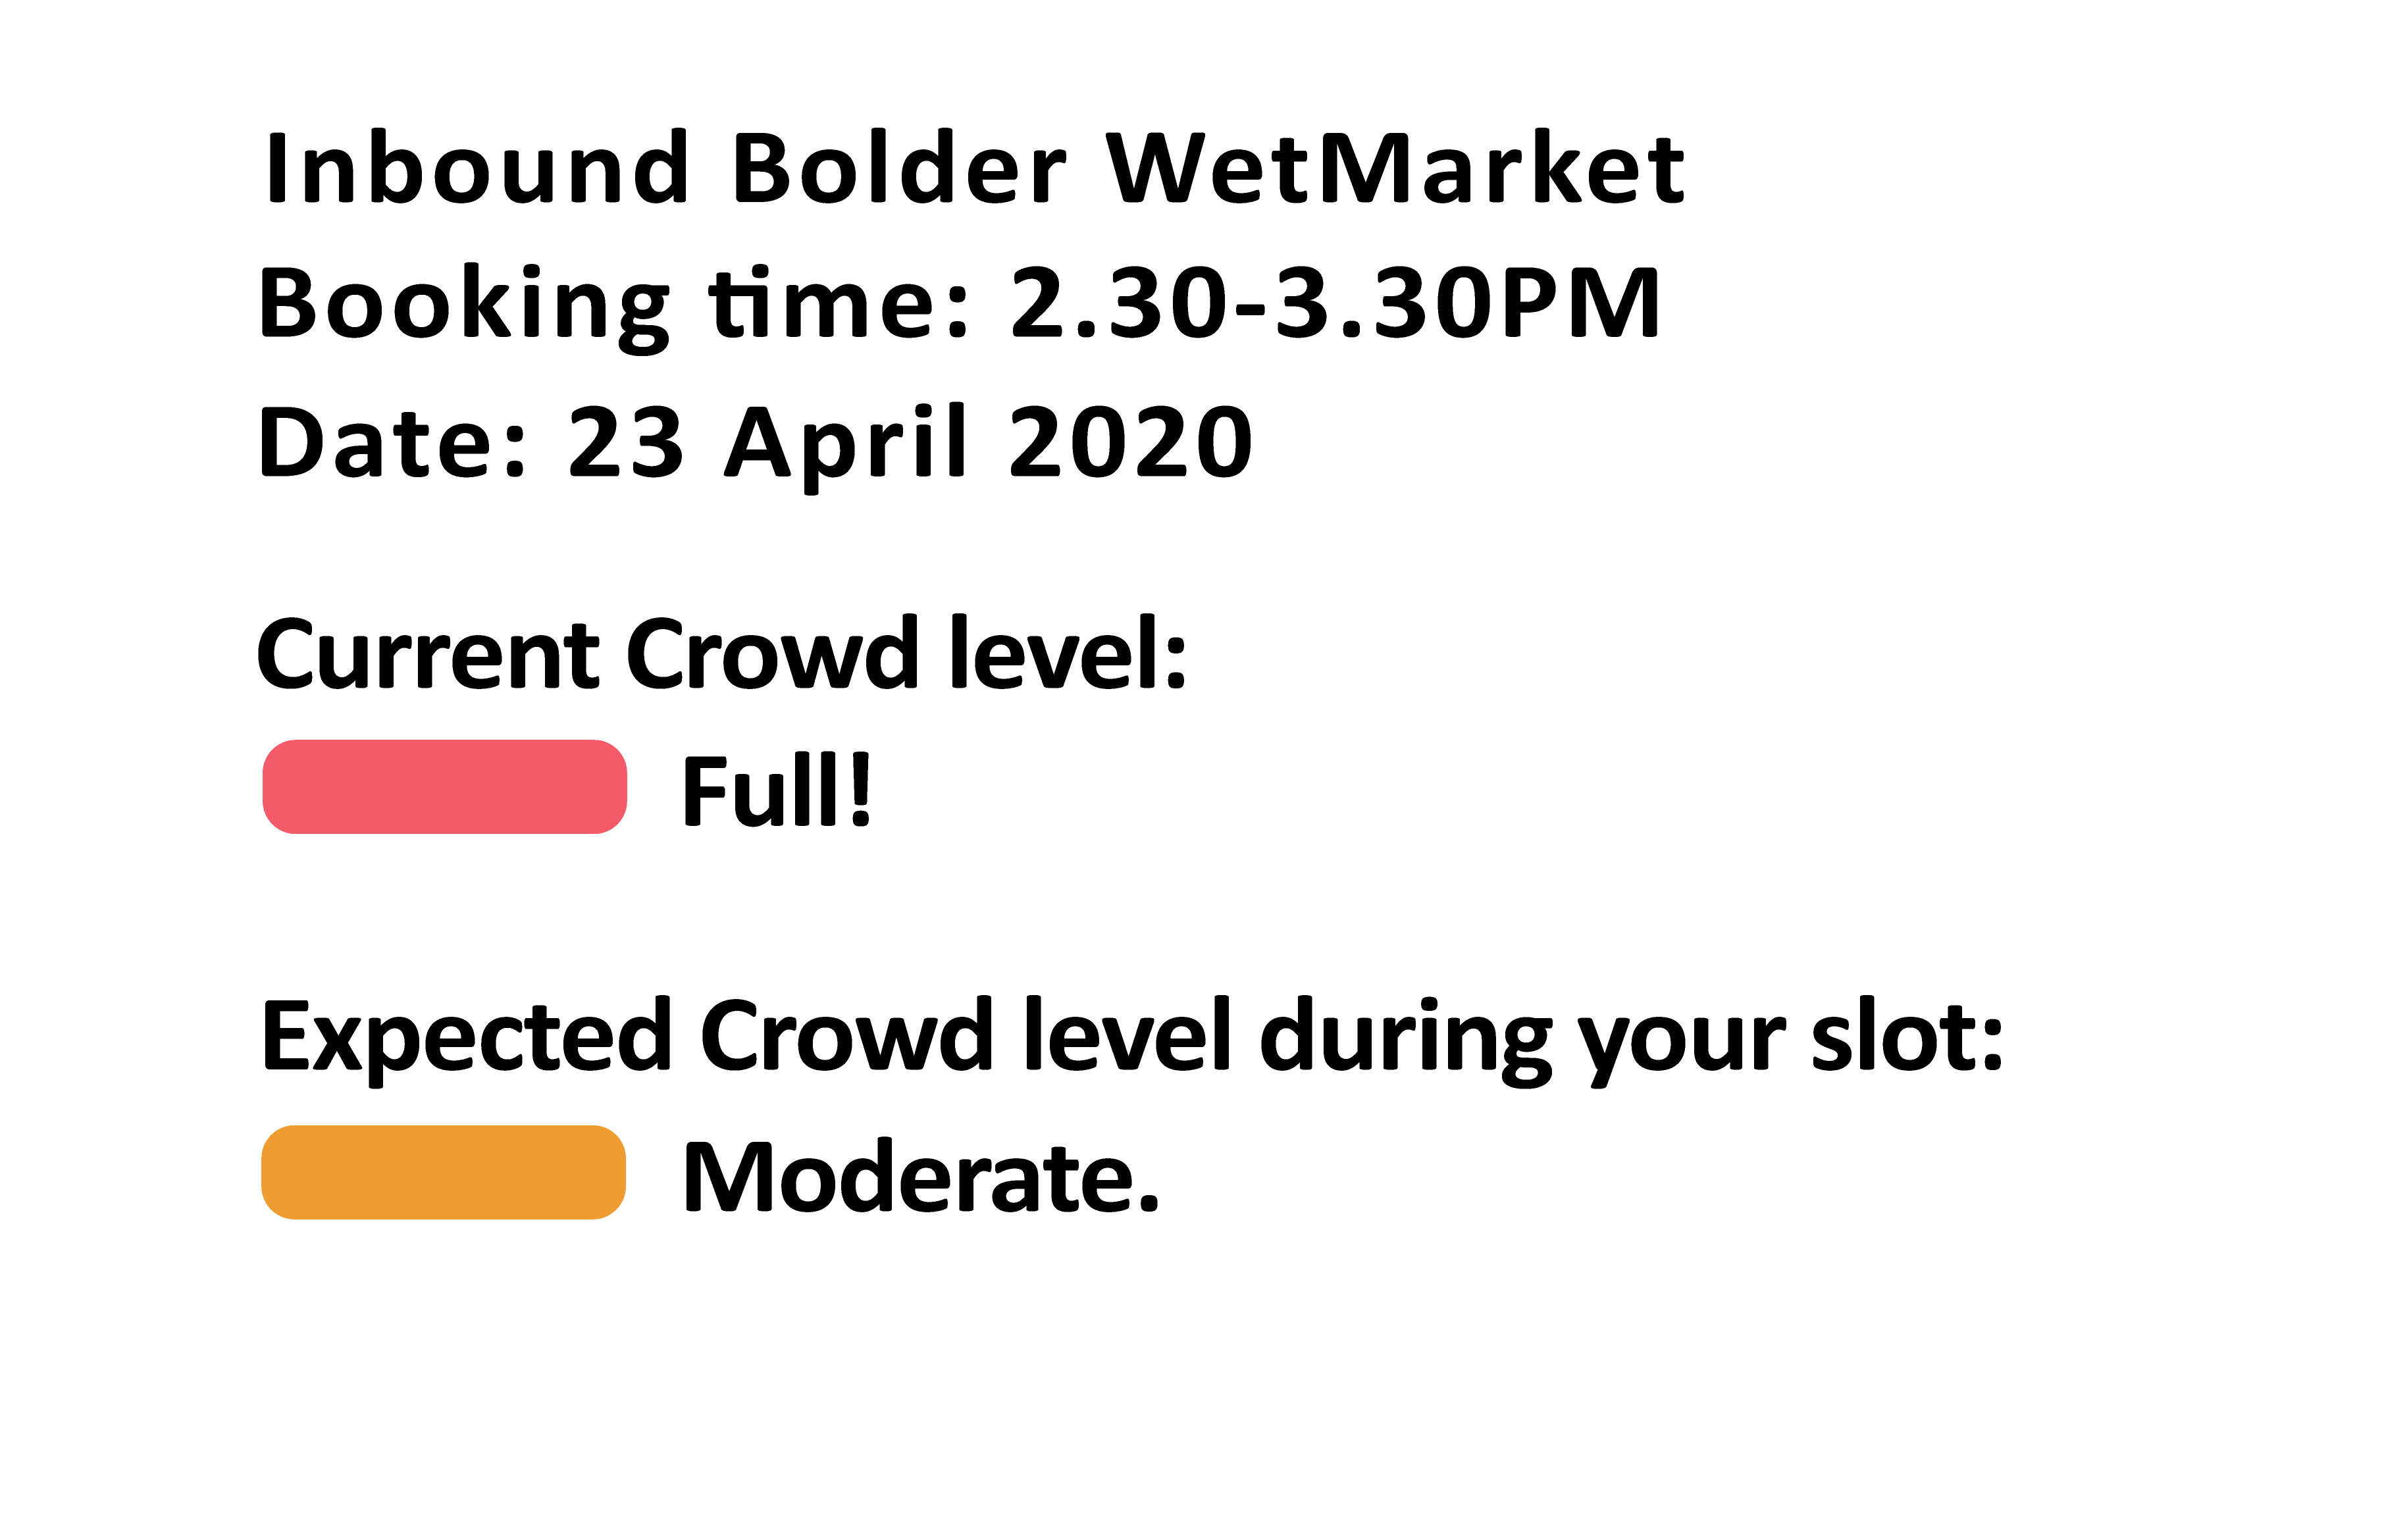 Inbound Bolder WetMarket
Booking time: 2.30-3.30PM
Date: 23 April 2020
Current Crowd level:
Full!
Expected Crowd level during your slot:
Moderate.